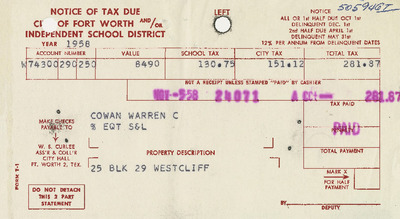 NOTICE OF TAX DUE
CITY OF FORT WORTH AND/OR
INDEPENDENT SCHOOL DISTRICT
YEAR 1958
LEFT
NOTICE
ALL OR 1st HALF DUE OCT 1st
DELINQUENT DEC. 1st
2nd HALF DUE APRIL 1st
DELINQUENT MAY 31st
12% PER ANNUM FROM DELINQUENT DATES
ACCOUNT NUMBER VALUE SCHOOL TAX CITY TAX TOTAL TAX
W74300290250 8490 130.75 151.12 281.87
NOT A RECEIPT UNLESS STAMPED "PAID" BY CASHIER
24071 281.87
TAX PAID
PAID
MAKE CHECKS
PAYABLE TO
W. S. CURLEE
ASS'R & COLL'R
CITY HALL
FT. WORTH 2, TEX.
COWAN WARREN C
% EQT S&L
PROPERTY DESCRIPTION
25 BLK 29 WESTCLIFF
TOTAL PAYMENT
MARK X
FOR HALF
PAYMENT
FORM T-1
DO NOT DETACH
THIS 2 PART
STATEMENT
BY
DEPUTY